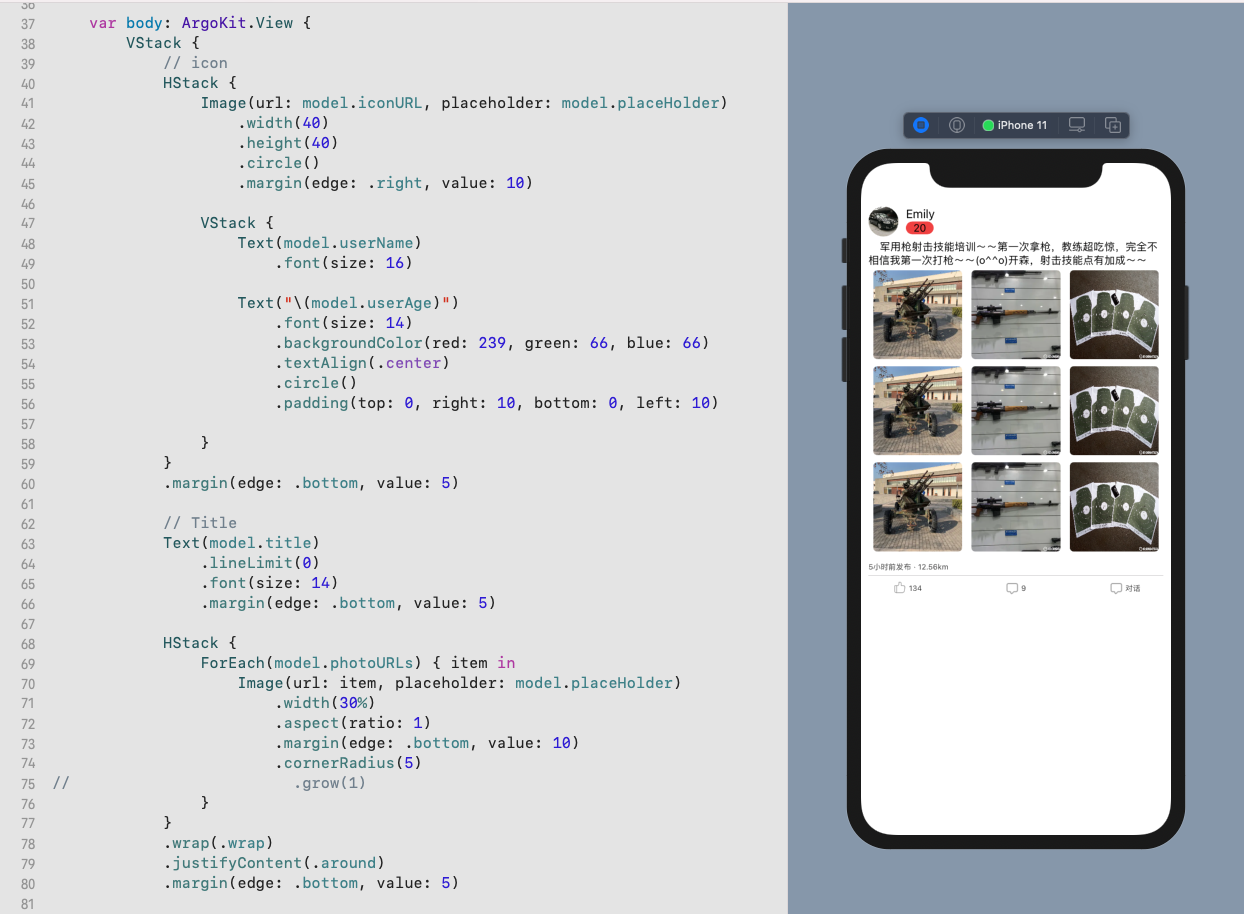 36
37 var body: ArgoKit.View {
38 VStack {
39 // icon
40 HStack {
41 Image(url: model.iconURL, placeholder: model.placeHolder)
42 .width(40)
43 .height(40)
44 .circle()
45 .margin(edge: .right, value: 10)
46
47 VStack {
48 Text(model.userName)
49 .font(size: 16)
50
51 Text("\(model.userAge)")
52 .font(size: 14)
53 .backgroundColor(red: 239, green: 66, blue: 66)
54 .textAlign(.center)
55 .circle()
56 .padding(top: 0, right: 10, bottom: 0, left: 10)
57
58 }
59 }
60 .margin(edge: .bottom, value: 5)
61
62 // Title
63 Text(model.title)
64 .lineLimit(0)
65 .font(size: 14)
66 .margin(edge: .bottom, value: 5)
67
68 HStack {
69 ForEach(model.photoURLs) { item in
70 Image(url: item, placeholder: model.placeHolder)
71 .width(30%)
72 .aspect(ratio: 1)
73 .margin(edge: .bottom, value: 10)
74 .cornerRadius(5)
75 // .grow(1)
76 }
77 }
78 .wrap(.wrap)
79 .justifyContent(.around)
80 .margin(edge: .bottom, value: 5)
81
iPhone 11
Emily
20
军用枪射击技能培训～～第一次拿枪，教练超吃惊，完全不
相信我第一次打枪～～(o^^o)开森，射击技能点有加成～～
5小时前发布 · 12.56km
134 9 对话